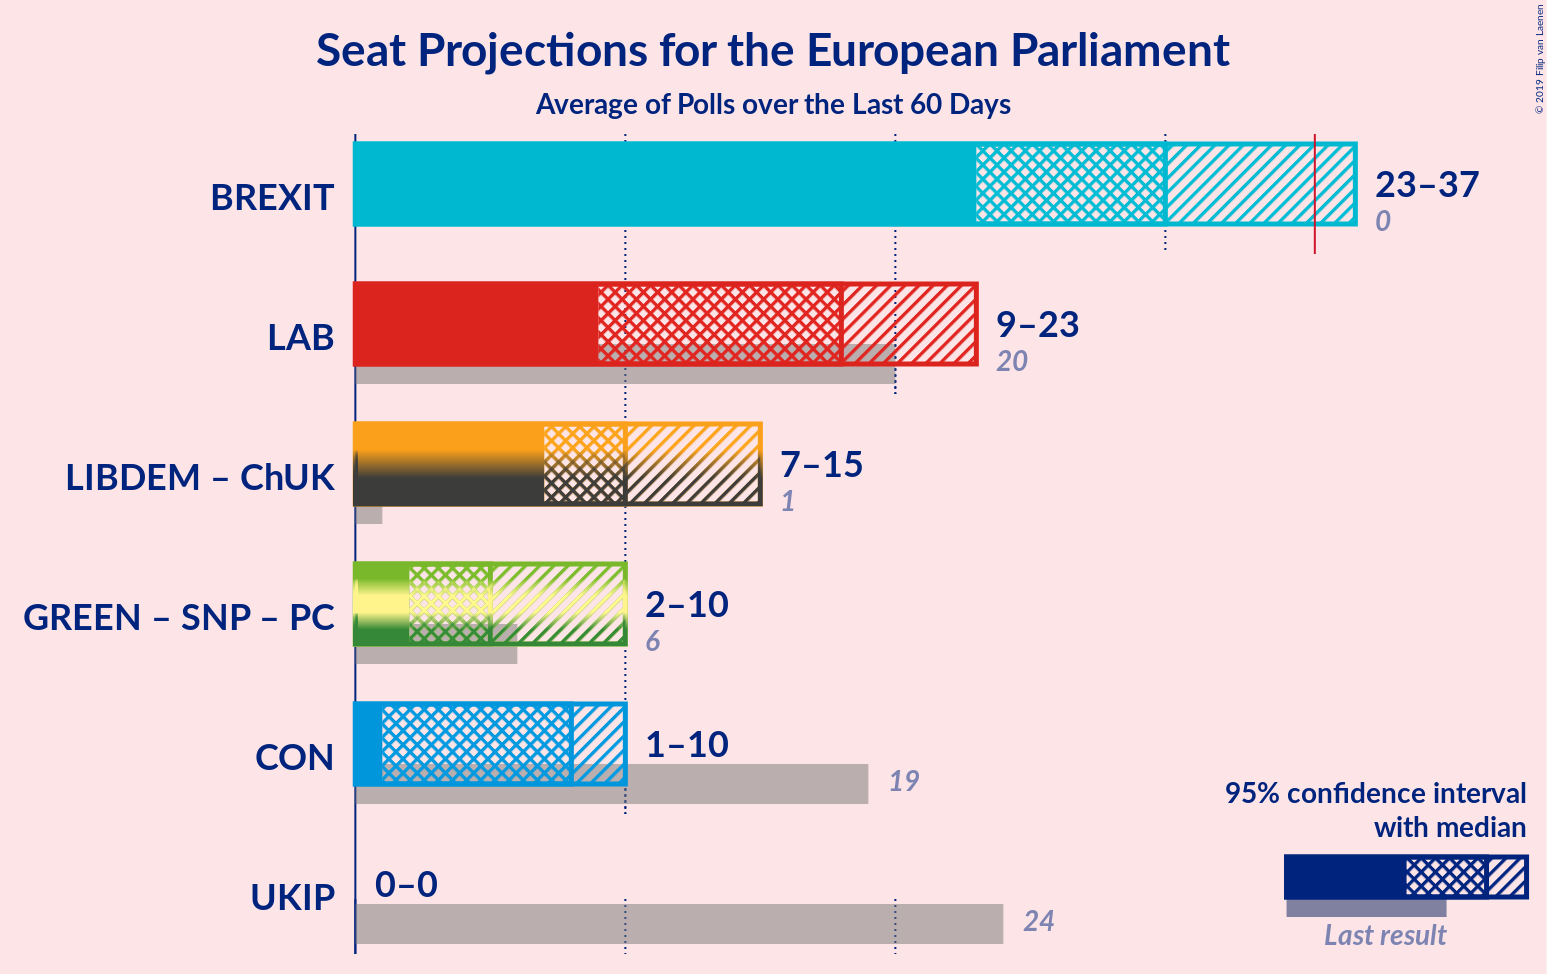 Seat Projections for the European Parliament
Average of Polls over the Last 60 Days
© 2019 Filip van Laenen
BREXIT
23–37
0
LAB
9–23
20
LIBDEM – ChUK
7–15
1
GREEN – SNP – PC
2–10
6
CON
1–10
19
UKIP
0–0
24
95% confidence interval
with median
Last result